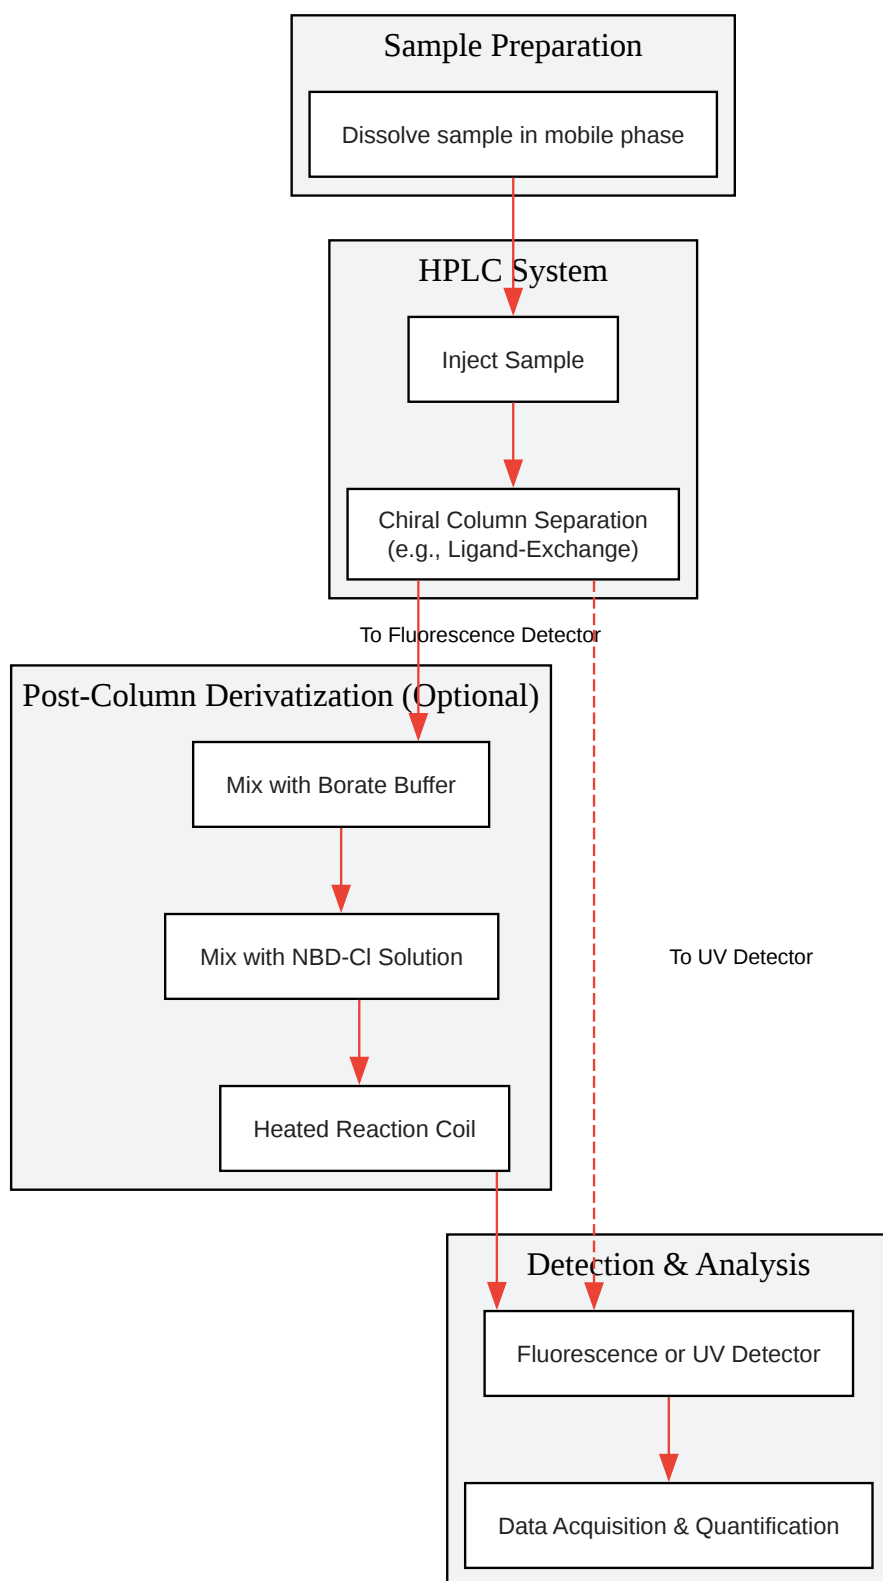 Sample Preparation
Dissolve sample in mobile phase
HPLC System
Inject Sample
Chiral Column Separation
(e.g., Ligand-Exchange)
To Fluorescence Detector
Post-Column Derivatization (Optional)
Mix with Borate Buffer
Mix with NBD-Cl Solution
To UV Detector
Heated Reaction Coil
Detection & Analysis
Fluorescence or UV Detector
Data Acquisition & Quantification